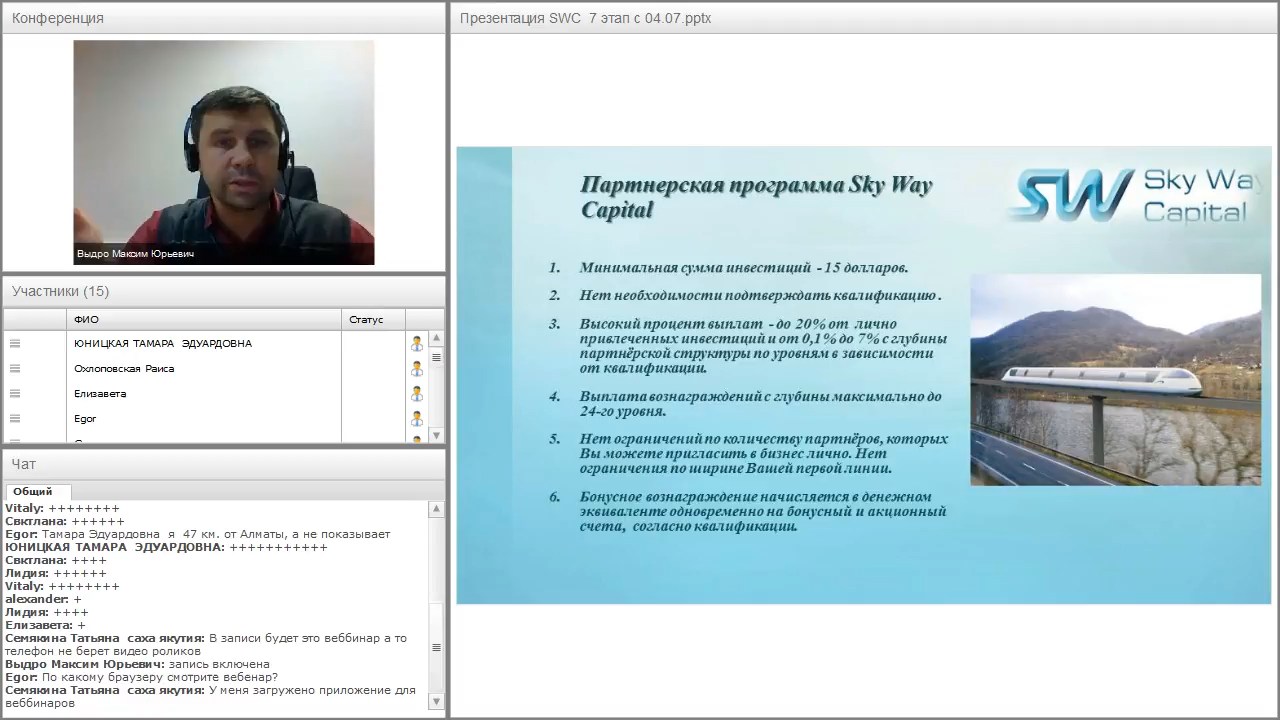 Конференция
Выдро Максим Юрьевич
Участники (15)
ФИО
Статус
ЮНИЦКАЯ ТАМАРА ЭДУАРДОВНА
Охлоповская Раиса
Елизавета
Egor
Чат
Общий
Vitaly: ++++++++
Свктлана: ++++++
Egor: Тамара Эдуардовна я 47 км. от Алматы, а не показывает
ЮНИЦКАЯ ТАМАРА ЭДУАРДОВНА: +++++++++++
Свктлана: ++++
Лидия: ++++++
Vitaly: ++++++++
alexander: +
Лидия: ++++
Елизавета: +
Семякина Татьяна саха якутия: В записи будет это веббинар а то
телефон не берет видео роликов
Выдро Максим Юрьевич: запись включена
Egor: По какому браузеру смотрите вебенар?
Семякина Татьяна саха якутия: У меня загружено приложение для
веббинаров
Презентация SWC 7 этап с 04.07.pptx
Партнерская программа Sky Way
Capital
SW Sky Way
Capital
1. Минимальная сумма инвестиций - 15 долларов.
2. Нет необходимости подтверждать квалификацию .
3. Высокий процент выплат - до 20% от лично
привлеченных инвестиций и от 0,1% до 7% с глубины
партнёрской структуры по уровням в зависимости
от квалификации.
4. Выплата вознаграждений с глубины максимально до
24-го уровня.
5. Нет ограничений по количеству партнёров, которых
Вы можете пригласить в бизнес лично. Нет
ограничения по ширине Вашей первой линии.
6. Бонусное вознаграждение начисляется в денежном
эквиваленте одновременно на бонусный и акционный
счета, согласно квалификации.